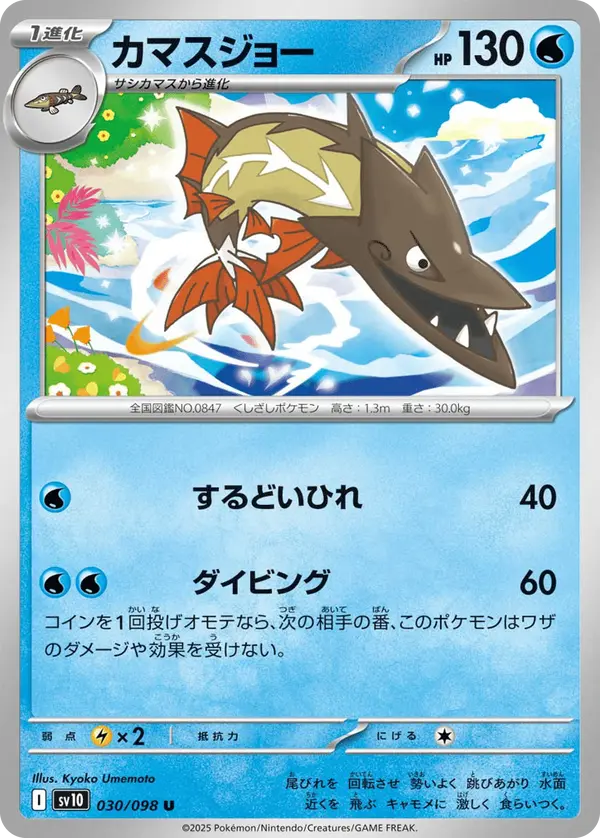 1進化
カマスジョー
HP 130
サシカマスから進化
全国図鑑NO.0847 くしざしポケモン 高さ：1.3m 重さ：30.0kg
するどいひれ 40
ダイビング 60
コインを1回投げオモテなら、次の相手の番、このポケモンはワザ
のダメージや効果を受けない。
弱点 ×2 抵抗力 にげる
Illus. Kyoko Umemoto
I sv10 030/098 U
尾びれを 回転させ 勢いよく 跳びあがり 水面
近くを 飛ぶ キャモメに 激しく 食らいつく。
©2025 Pokémon/Nintendo/Creatures/GAME FREAK.